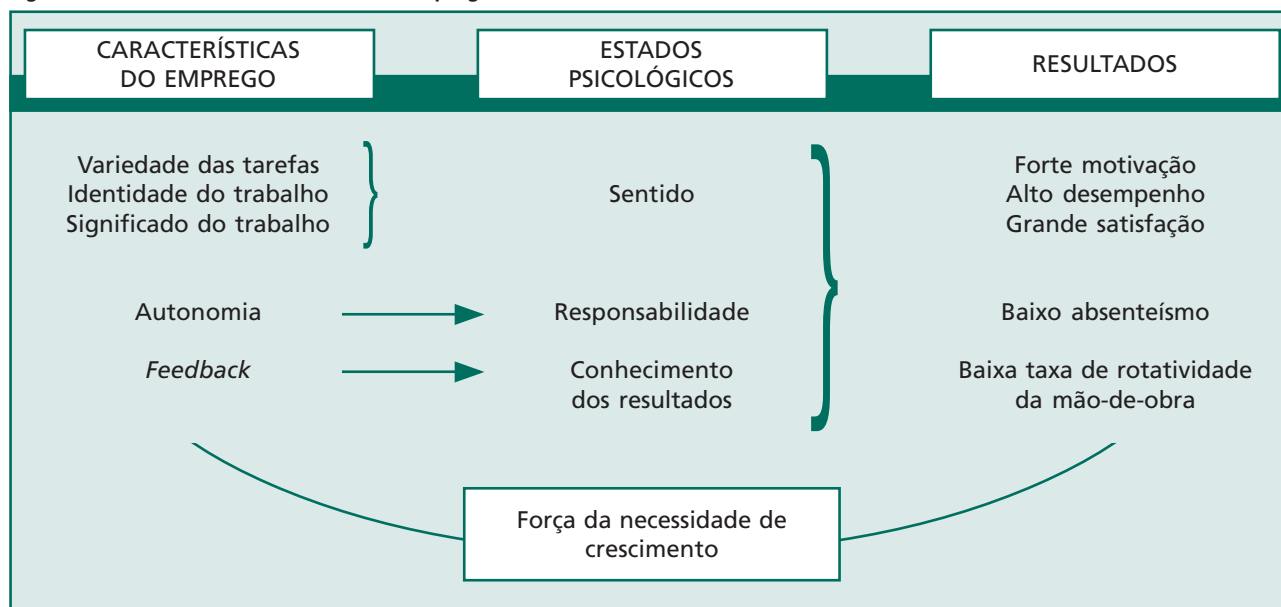 CARACTERÍSTICAS
DO EMPREGO
ESTADOS
PSICOLÓGICOS
RESULTADOS
Variedade das tarefas
Identidade do trabalho
Significado do trabalho
Sentido
Forte motivação
Alto desempenho
Grande satisfação
Autonomia
Responsabilidade
Baixo absenteísmo
Feedback
Conhecimento
dos resultados
Baixa taxa de rotatividade
da mão-de-obra
Força da necessidade de
crescimento